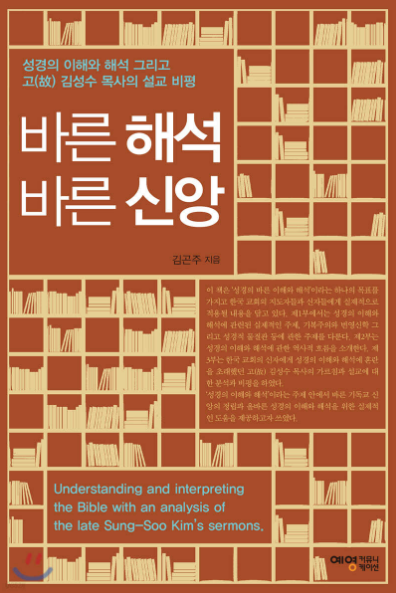 성경의 이해와 해석 그리고
고(故) 김성수 목사의 설교 비평
바른 해석
바른 신앙
김곤주 지음
이 책은 '성경의 바른 이해와 해석'이라는 하나의 목표를
가지고 한국 교회의 지도자들과 신자들에게 실제적으로
적용될 내용을 담고 있다. 제1부에서는 성경의 이해와
해석에 관련된 실제적인 주제, 기복주의와 번영신학 그
리고 성경의 물질관 등에 관한 주제를 다룬다. 제2부는
성경의 이해와 해석에 관한 역사적 흐름을 소개한다. 제
3부는 한국 교회의 신자에게 성경의 이해와 해석에 혼란
을 초래했던 고(故) 김성수 목사의 가르침과 설교에 대
한 분석과 비평을 하였다.
'성경의 이해와 해석'이라는 주제 안에서 바른 기독교 신
앙의 정립과 올바른 성경의 이해와 해석을 위한 실제적
인 도움을 제공하고자 쓰였다.
Understanding and interpreting
the Bible with an analysis of
the late Sung-Soo Kim's sermons.
예영커뮤니케이션